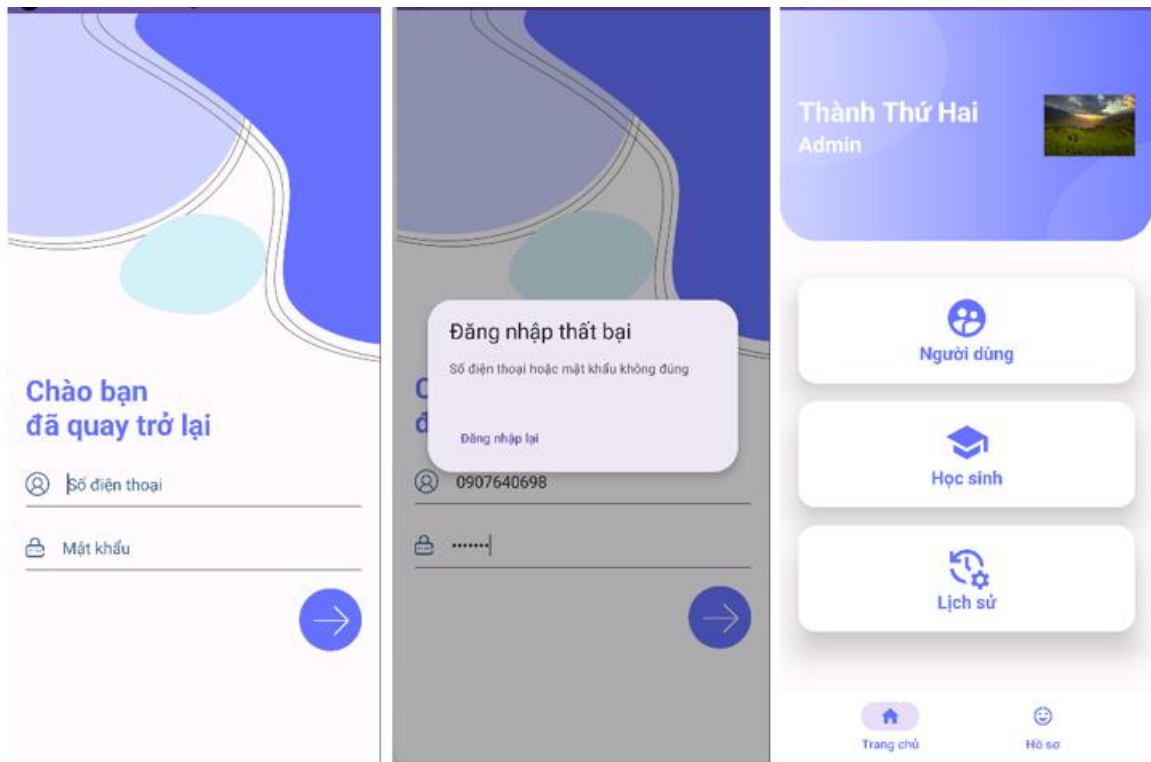 Chào bạn
đã quay trở lại
Số điện thoại
Mật khẩu
Đăng nhập thất bại
Số điện thoại hoặc mật khẩu không đúng
Đăng nhập lại
C
đ
0907640698
•••••••
Thành Thứ Hai
Admin
Người dùng
Học sinh
Lịch sử
Trang chủ
Hồ sơ